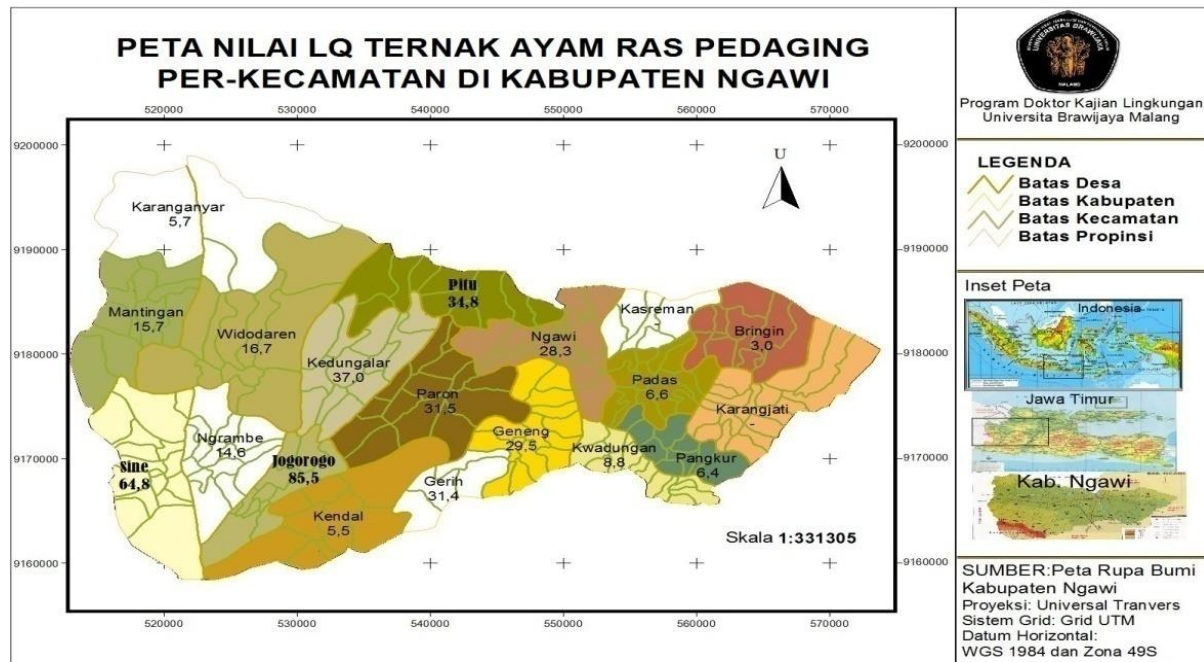 PETA NILAI LQ TERNAK AYAM RAS PEDAGING
PER-KECAMATAN DI KABUPATEN NGAWI
520000 530000 540000 550000 560000 570000
9200000 9200000
9190000 9190000
9180000 9180000
9170000 9170000
9160000 9160000
U
Karanganyar
5,7
Mantingan
15,7
Widodaren
16,7
Kedungalar
37,0
Pitu
34,8
Ngawi
28,3
Kasreman
Bringin
3,0
Paron
31,5
Padas
6,6
Karangjati
-
Geneng
29,5
Kwadungan
8,8
Pangkur
6,4
Sine
64,8
Ngrambe
14,6
Jogorogo
85,5
Gerih
31,4
Kendal
5,5
Skala 1:331305
520000 530000 540000 550000 560000 570000
UNIVERSITAS BRAWIJAYA
MALANG
Program Doktor Kajian Lingkungan
Universita Brawijaya Malang
LEGENDA
Batas Desa
Batas Kabupaten
Batas Kecamatan
Batas Propinsi
Inset Peta
Indonesia
Jawa Timur
Kab. Ngawi
SUMBER:Peta Rupa Bumi
Kabupaten Ngawi
Proyeksi: Universal Tranvers
Sistem Grid: Grid UTM
Datum Horizontal:
WGS 1984 dan Zona 49S